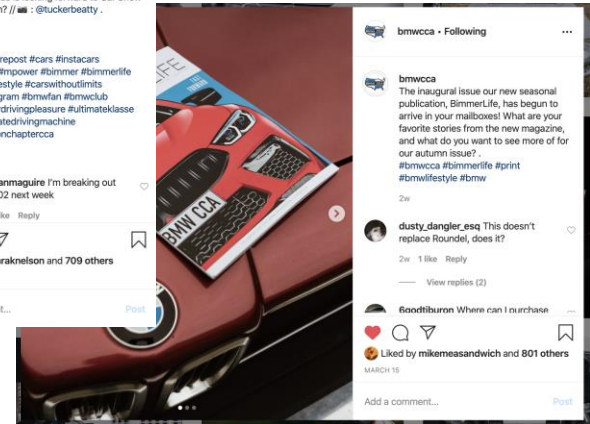 n? // 📷 : @tuckerbeatty .
repost #cars #instacars
#mpower #bimmer #bimmerlife
estyle #carswithoutlimits
gram #bmwfan #bmwclub
drivingpleasure #ultimateklasse
atedrivingmachine
onchaptercca
anmaguire I'm breaking out
02 next week
ike Reply
raknelson and 709 others
t...
Post
LIFE
BMW CCA
bmwcca • Following
bmwcca
The inaugural issue our new seasonal
publication, BimmerLife, has begun to
arrive in your mailboxes! What are your
favorite stories from the new magazine,
and what do you want to see more of for
our autumn issue? .
#bmwcca #bimmerlife #print
#bmwlifestyle #bmw
2w
dusty_dangler_esq This doesn't
replace Roundel, does it?
2w 1 like Reply
View replies (2)
6godtiburon Where can I purchase
Liked by mikemeasandwich and 801 others
MARCH 15
Add a comment...
Post